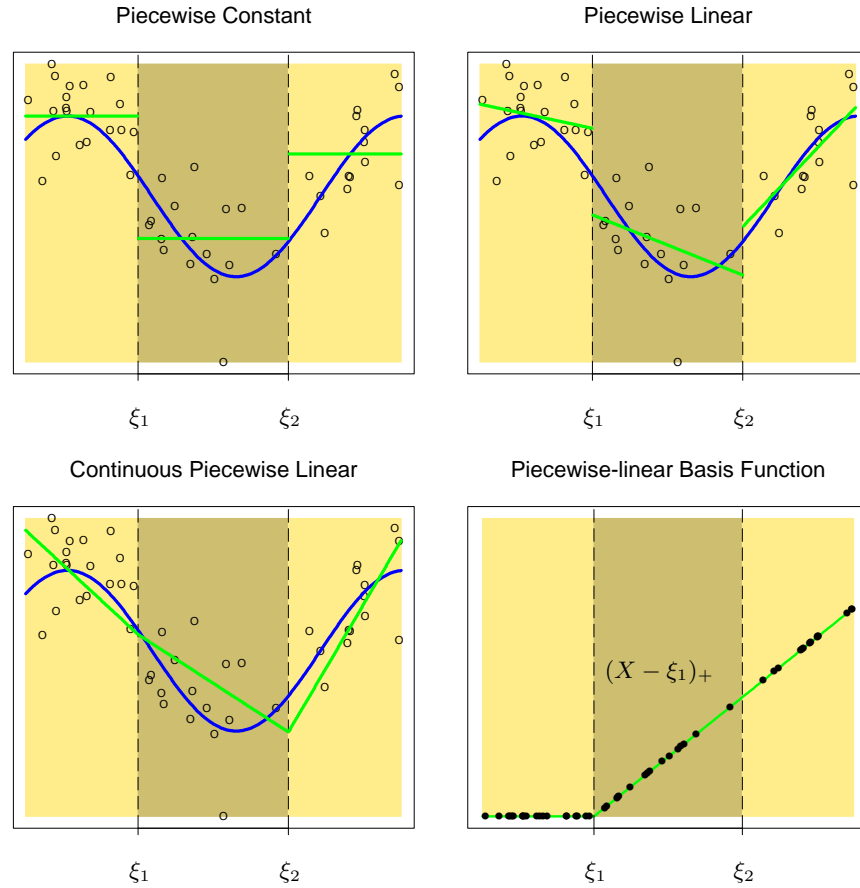 Piecewise Constant
Piecewise Linear
ξ1 ξ2
ξ1 ξ2
Continuous Piecewise Linear
Piecewise-linear Basis Function
(X − ξ1)+
ξ1 ξ2
ξ1 ξ2